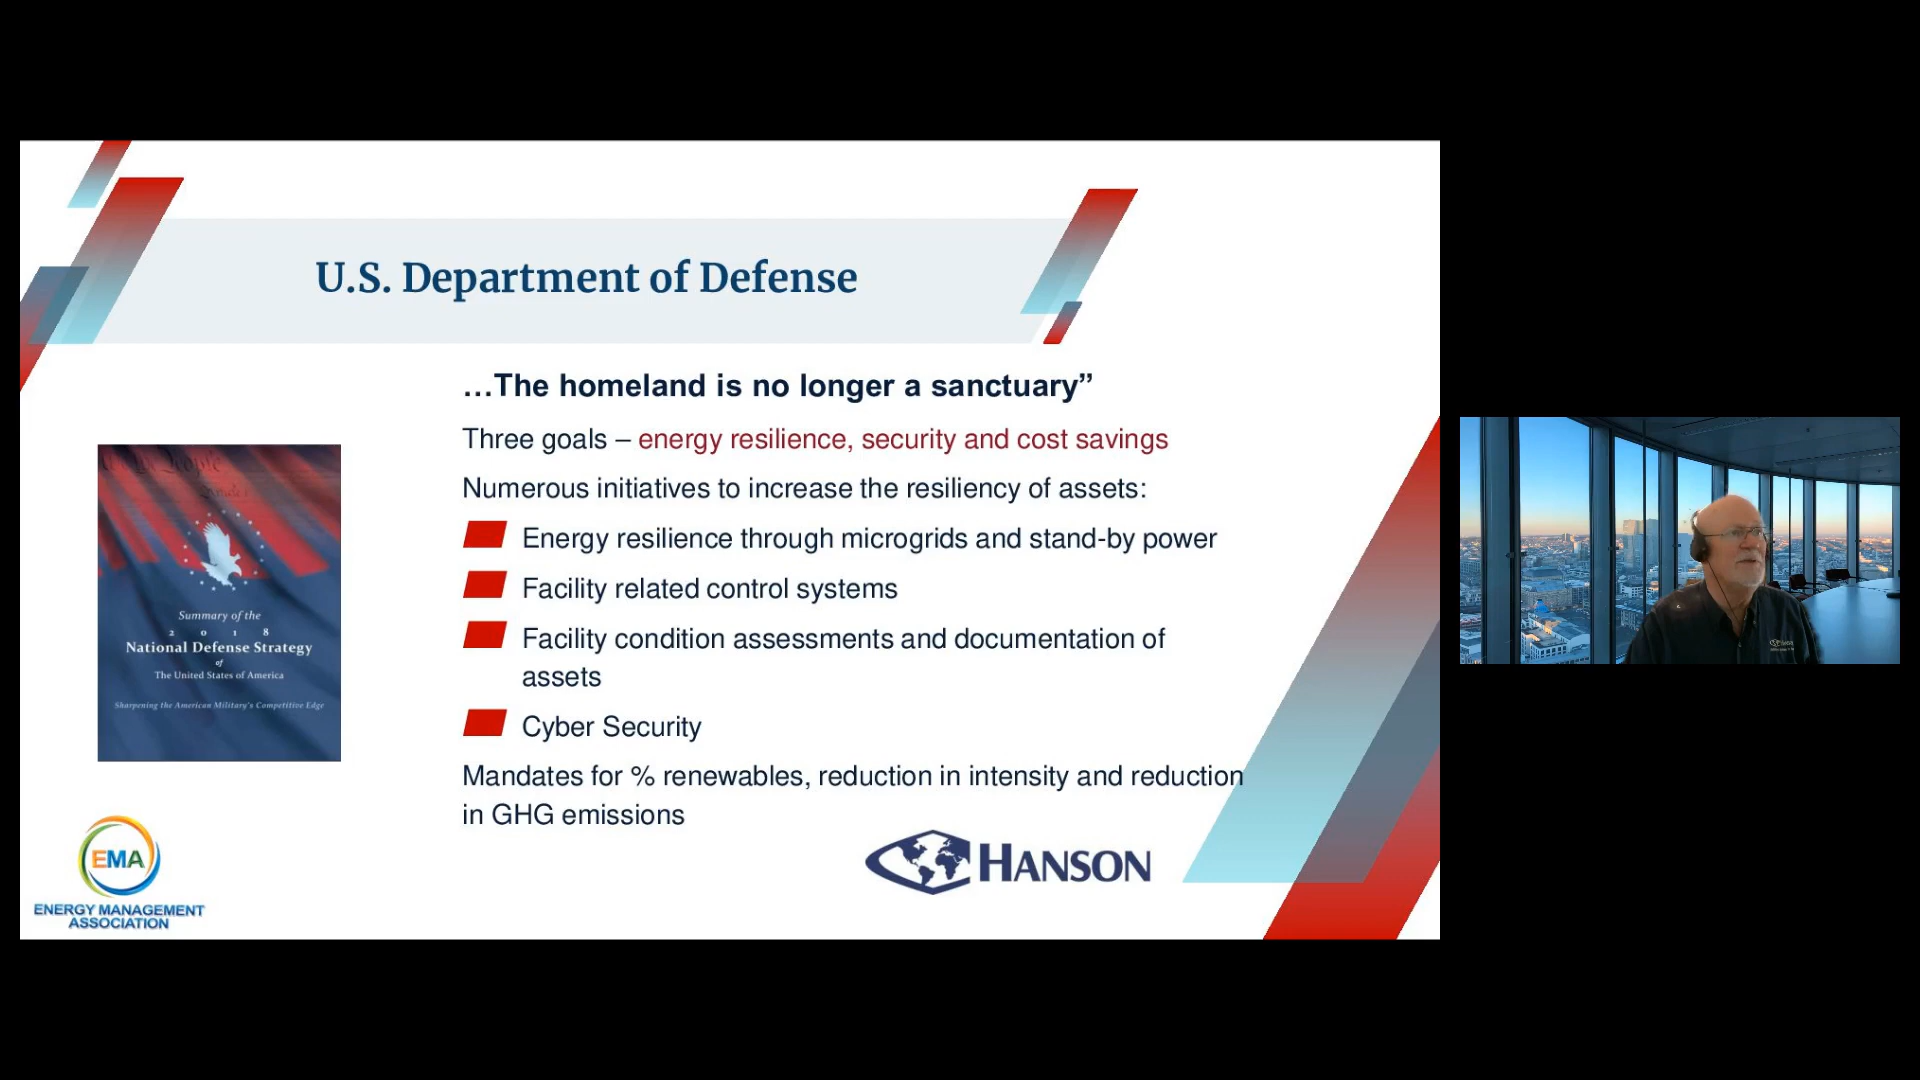 U.S. Department of Defense
…The homeland is no longer a sanctuary”
Three goals – energy resilience, security and cost savings
Numerous initiatives to increase the resiliency of assets:
Energy resilience through microgrids and stand-by power
Facility related control systems
Facility condition assessments and documentation of
assets
Cyber Security
Mandates for % renewables, reduction in intensity and reduction
in GHG emissions
Summary of the
2 0 1 8
National Defense Strategy
of
The United States of America
Sharpening the American Military's Competitive Edge
EMA
ENERGY MANAGEMENT
ASSOCIATION
HANSON